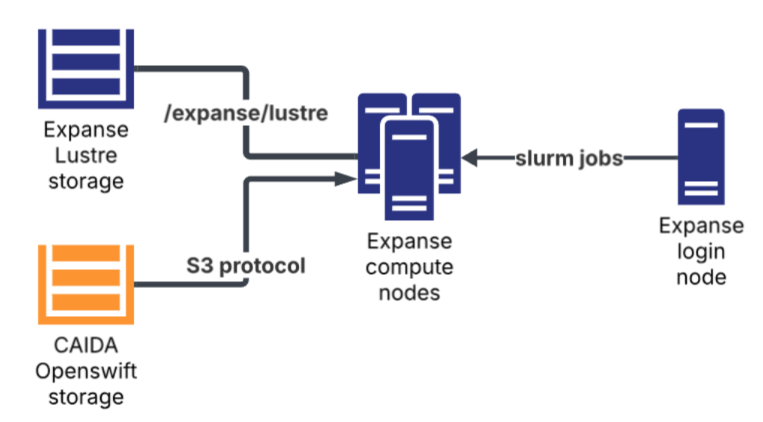 Expanse
Lustre
storage
/expanse/lustre
S3 protocol
CAIDA
Openswift
storage
Expanse
compute
nodes
slurm jobs
Expanse
login
node